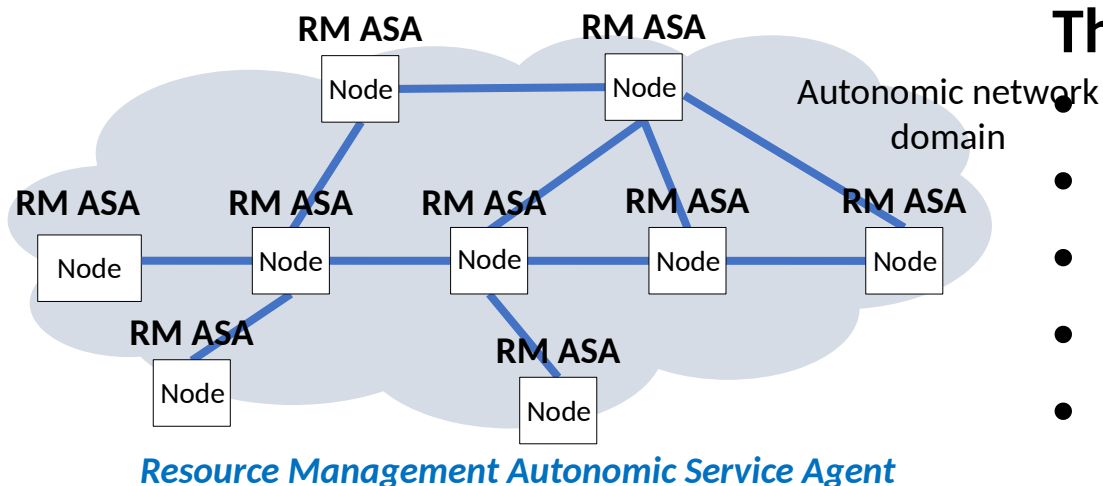 RM ASA
RM ASA
Th
Node
Node
Autonomic network
domain
RM ASA
RM ASA
RM ASA
RM ASA
RM ASA
Node
Node
Node
Node
Node
RM ASA
RM ASA
Node
Node
Resource Management Autonomic Service Agent